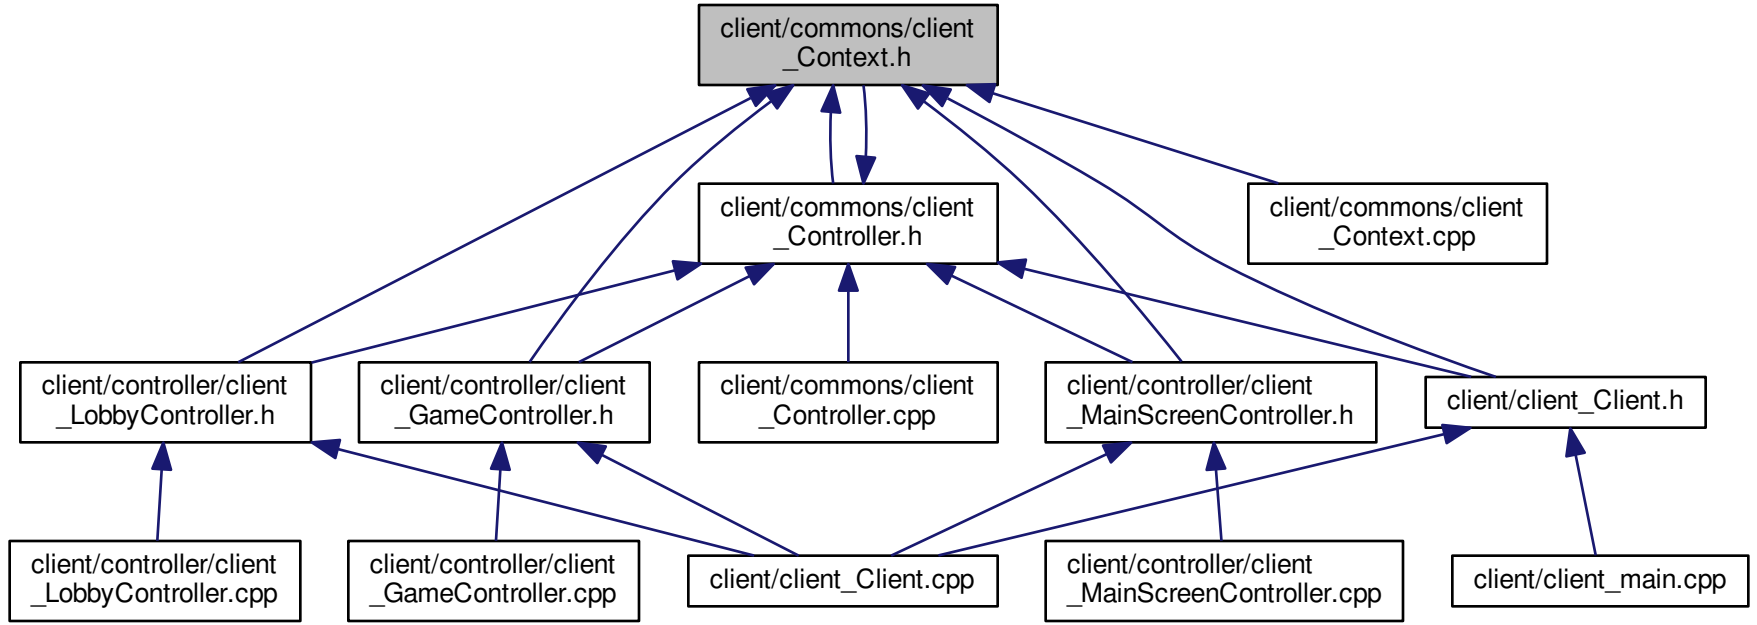 client/commons/client
_Context.h
client/commons/client
_Controller.h
client/commons/client
_Context.cpp
client/controller/client
_LobbyController.h
client/controller/client
_GameController.h
client/commons/client
_Controller.cpp
client/controller/client
_MainScreenController.h
client/client_Client.h
client/controller/client
_LobbyController.cpp
client/controller/client
_GameController.cpp
client/client_Client.cpp
client/controller/client
_MainScreenController.cpp
client/client_main.cpp